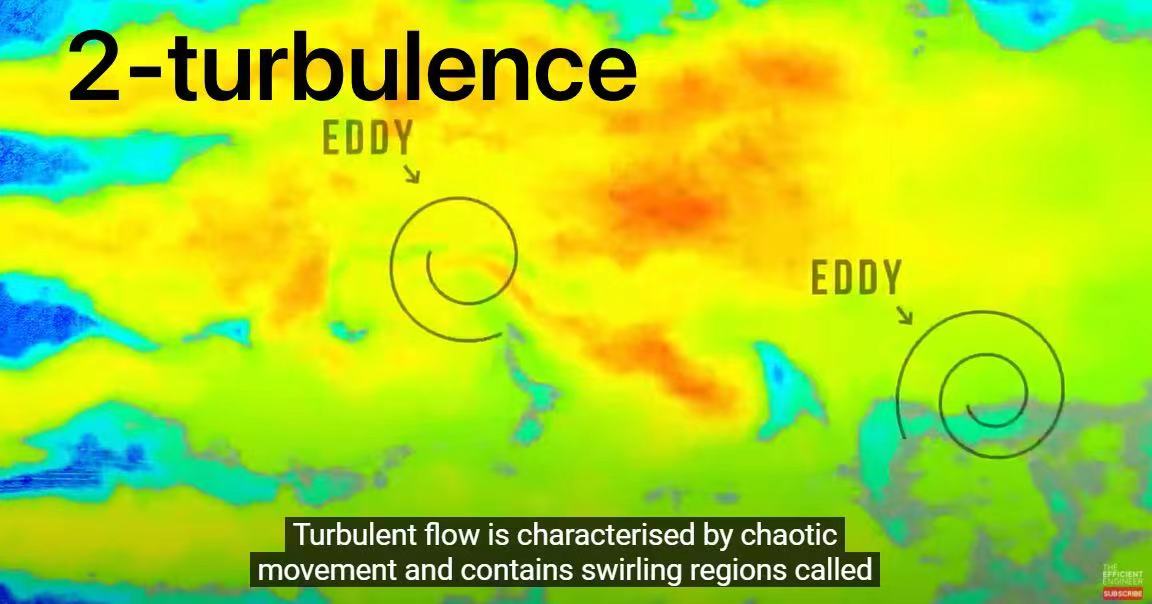 2-turbulence
EDDY
EDDY
Turbulent flow is characterised by chaotic
movement and contains swirling regions called
THE
EFFICIENT
ENGINEER
SUBSCRIBE